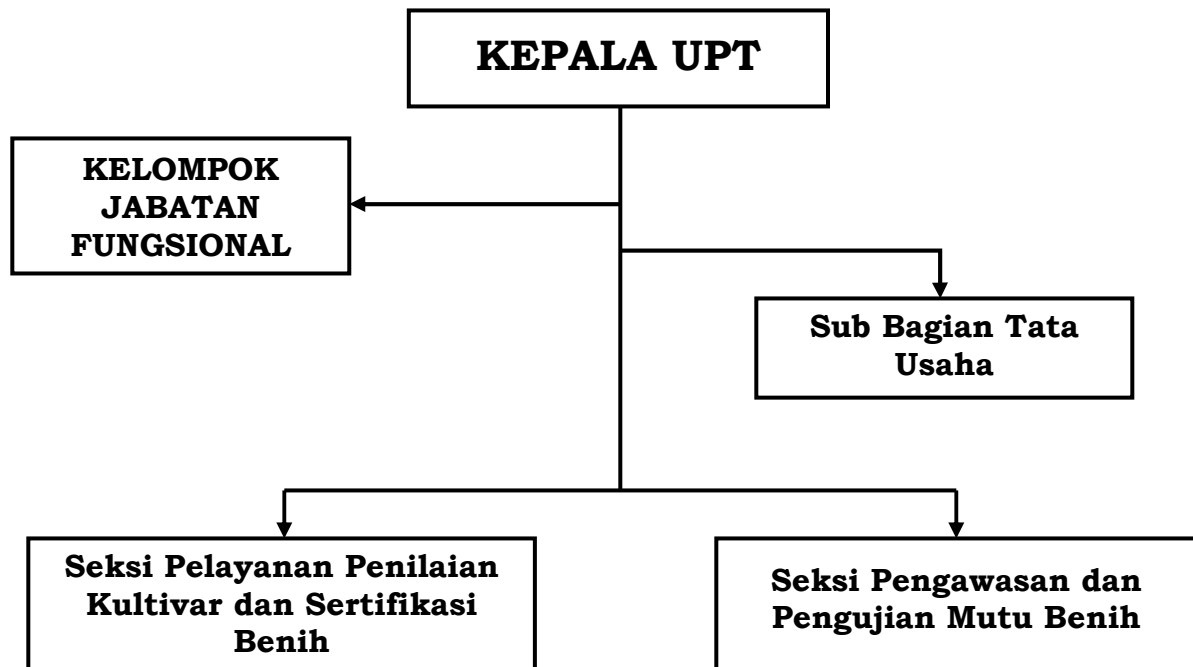 KEPALA UPT
KELOMPOK
JABATAN
FUNGSIONAL
Sub Bagian Tata
Usaha
Seksi Pelayanan Penilaian
Kultivar dan Sertifikasi
Benih
Seksi Pengawasan dan
Pengujian Mutu Benih